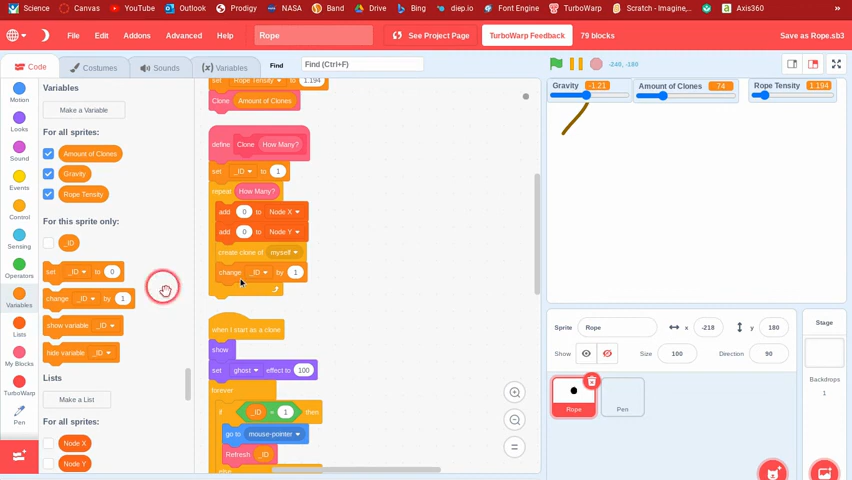 Science Canvas YouTube Outlook Prodigy NASA Band Drive Bing diep.io Font Engine TurboWarp Scratch - Imagine,... Axis360
File Edit Addons Advanced Help Rope See Project Page TurboWarp Feedback 79 blocks Save as Rope.sb3
Code Costumes Sounds Variables Find Find (Ctrl+F) -240, -180
Motion
Looks
Sound
Events
Control
Sensing
Operators
Variables
Lists
My Blocks
TurboWarp
Pen
Variables
Make a Variable
For all sprites:
Amount of Clones
Gravity
Rope Tensity
For this sprite only:
_ID
set _ID to 0
change _ID by 1
show variable _ID
hide variable _ID
Lists
Make a List
For all sprites:
Node X
Node Y
set Rope Tensity to 1.194
Clone Amount of Clones
define Clone How Many?
set _ID to 1
repeat How Many?
add 0 to Node X
add 0 to Node Y
create clone of myself
change _ID by 1
when I start as a clone
show
set ghost effect to 100
forever
if _ID = 1 then
go to mouse-pointer
Refresh _ID
else
Gravity -1.21 Amount of Clones 74 Rope Tensity 1.194
Sprite Rope x -218 y 180
Show Size 100 Direction 90
Rope
Pen
Stage
Backdrops
1